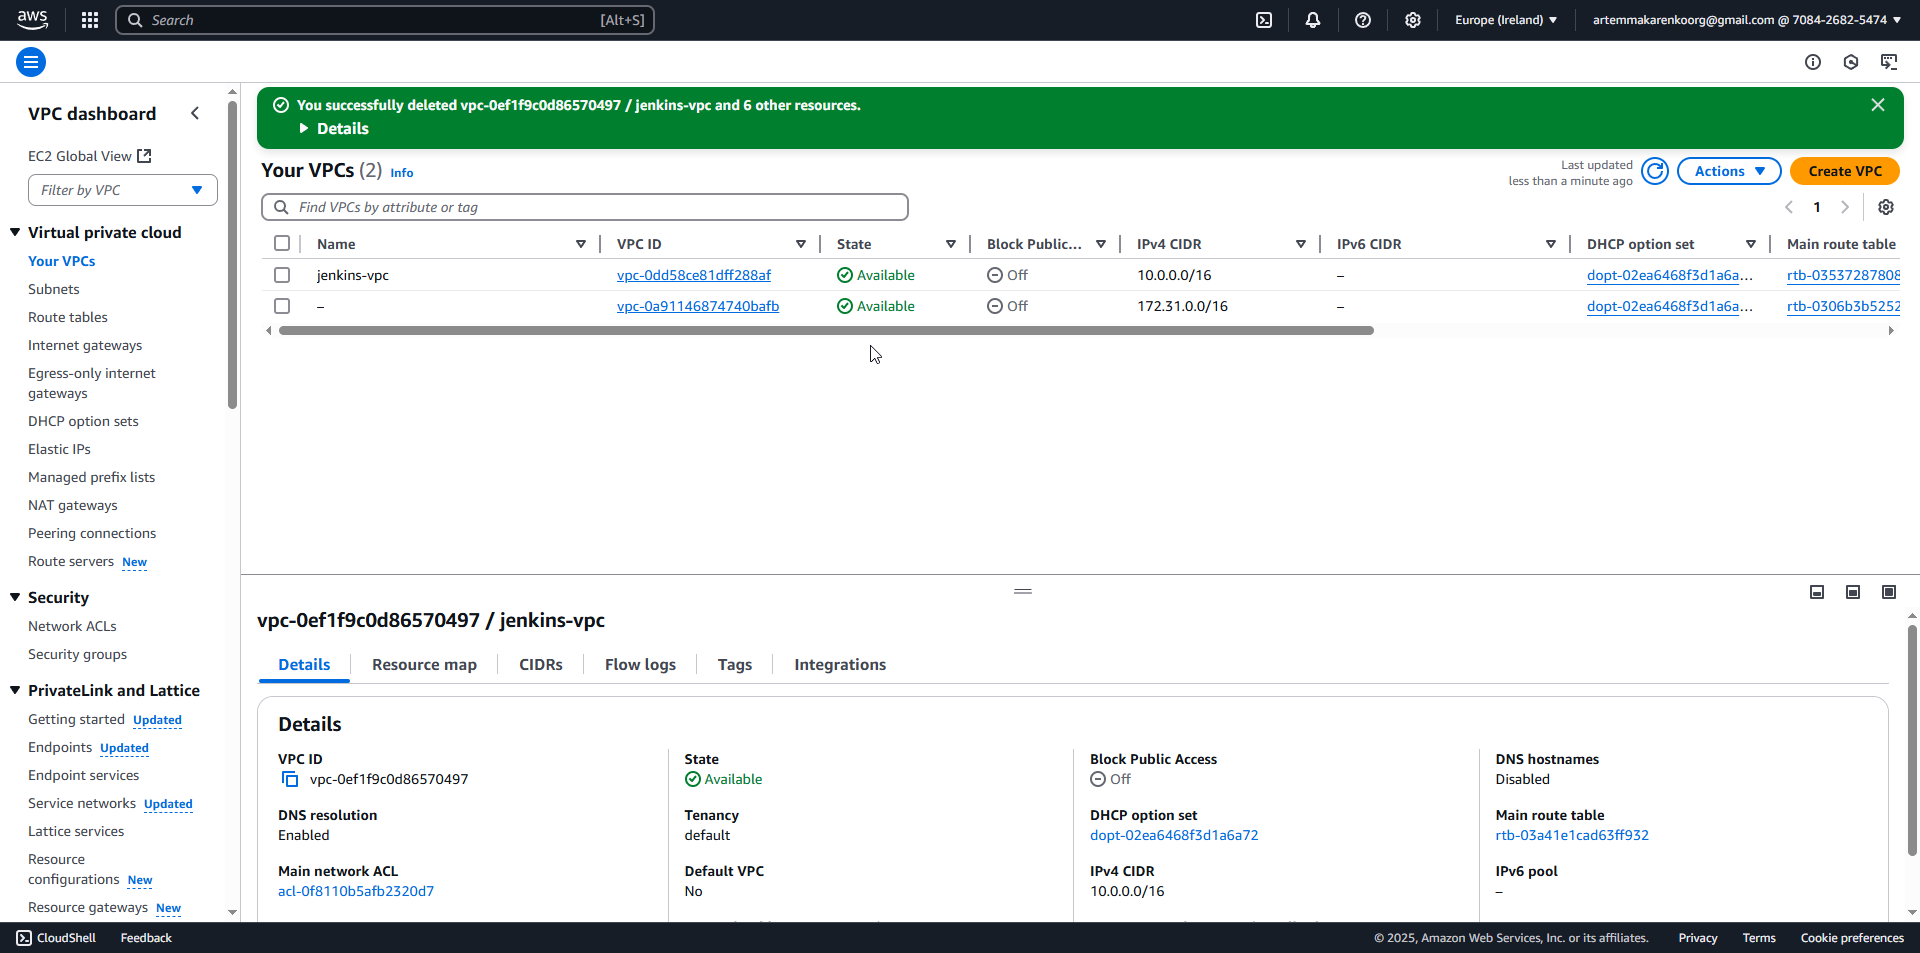 aws
Search
[Alt+S]
Europe (Ireland)
artemmakarenkoorg@gmail.com @ 7084-2682-5474
VPC dashboard
EC2 Global View
Filter by VPC
Virtual private cloud
Your VPCs
Subnets
Route tables
Internet gateways
Egress-only internet
gateways
DHCP option sets
Elastic IPs
Managed prefix lists
NAT gateways
Peering connections
Route servers New
Security
Network ACLs
Security groups
PrivateLink and Lattice
Getting started Updated
Endpoints Updated
Endpoint services
Service networks Updated
Lattice services
Resource
configurations New
Resource gateways New
You successfully deleted vpc-0ef1f9c0d86570497 / jenkins-vpc and 6 other resources.
Details
Your VPCs (2) Info
Last updated
less than a minute ago
Actions
Create VPC
Find VPCs by attribute or tag
1
Name VPC ID State Block Public... IPv4 CIDR IPv6 CIDR DHCP option set Main route table
jenkins-vpc vpc-0dd58ce81dff288af Available Off 10.0.0.0/16 – dopt-02ea6468f3d1a6a... rtb-03537287808
– vpc-0a91146874740bafb Available Off 172.31.0.0/16 – dopt-02ea6468f3d1a6a... rtb-0306b3b5252
vpc-0ef1f9c0d86570497 / jenkins-vpc
Details Resource map CIDRs Flow logs Tags Integrations
Details
VPC ID
vpc-0ef1f9c0d86570497
State
Available
Block Public Access
Off
DNS hostnames
Disabled
DNS resolution
Enabled
Tenancy
default
DHCP option set
dopt-02ea6468f3d1a6a72
Main route table
rtb-03a41e1cad63ff932
Main network ACL
acl-0f8110b5afb2320d7
Default VPC
No
IPv4 CIDR
10.0.0.0/16
IPv6 pool
–
CloudShell
Feedback
© 2025, Amazon Web Services, Inc. or its affiliates.
Privacy
Terms
Cookie preferences